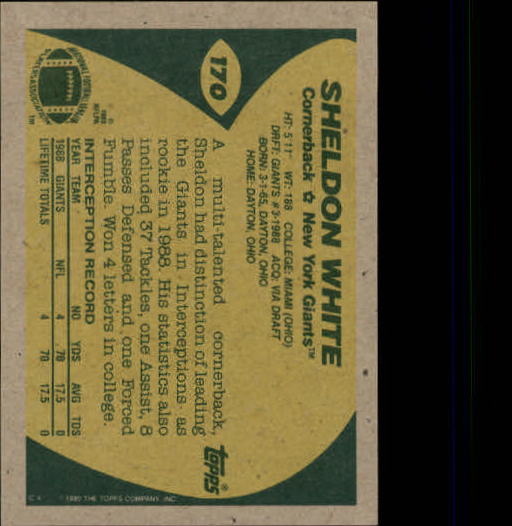 170
SHELDON WHITE
Cornerback ✩ New York Giants™
HT: 5'11" WT: 188 COLLEGE: MIAMI (OHIO)
DRFT: GIANTS #3-1988 ACQ: VIA DRAFT
BORN: 3-1-65, DAYTON, OHIO
HOME: DAYTON, OHIO
A multi-talented cornerback,
Sheldon had distinction of leading
the Giants in Interceptions as
rookie in 1988. His statistics also
included 37 Tackles, one Assist, 8
Passes Defensed and one Forced
Fumble. Won 4 letters in college.
INTERCEPTION RECORD
YEAR TEAM NO YDS AVG TDS
1988 GIANTS NFL 4 70 17.5 0
LIFETIME TOTALS 4 70 17.5 0
TOPPS®
© 1989 THE TOPPS COMPANY, INC.